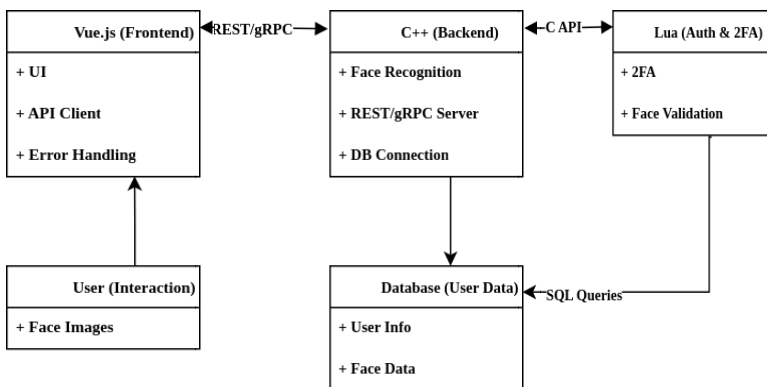 Vue.js (Frontend)
+ UI
+ API Client
+ Error Handling
REST/gRPC
C++ (Backend)
+ Face Recognition
+ REST/gRPC Server
+ DB Connection
C API
Lua (Auth & 2FA)
+ 2FA
+ Face Validation
User (Interaction)
+ Face Images
Database (User Data)
+ User Info
+ Face Data
SQL Queries